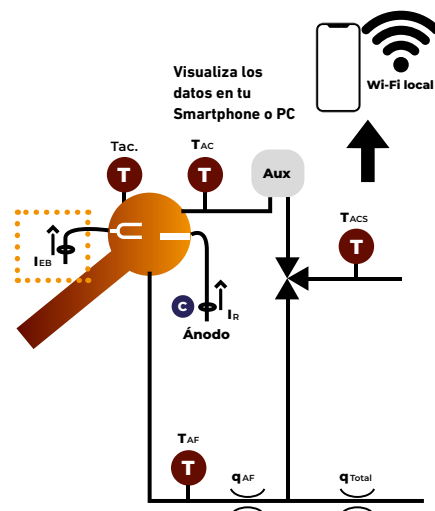 Visualiza los
datos en tu
Smartphone o PC
Wi-Fi local
Tac.
TAC
T
T
Aux
TACS
T
IEB
C
IR
Ánodo
TAF
T
qAF
qTotal